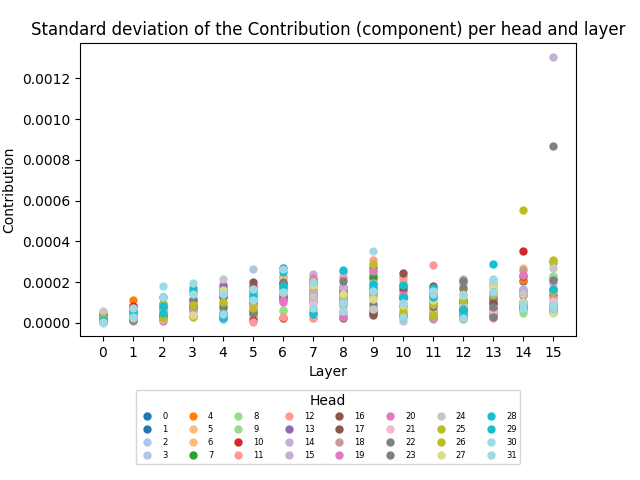 Standard deviation of the Contribution (component) per head and layer
Contribution
0.0012
0.0010
0.0008
0.0006
0.0004
0.0002
0.0000
0 1 2 3 4 5 6 7 8 9 10 11 12 13 14 15
Layer
Head
0 4 8 12 16 20 24 28
1 5 9 13 17 21 25 29
2 6 10 14 18 22 26 30
3 7 11 15 19 23 27 31